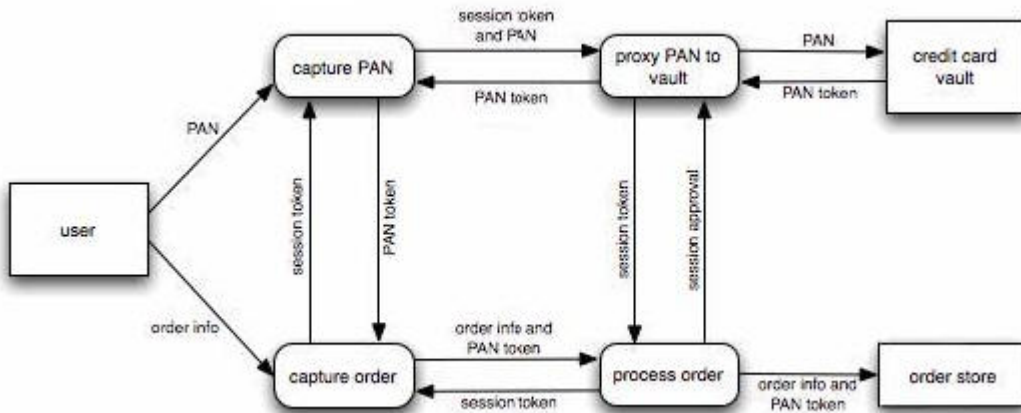 session token
and PAN
capture PAN
PAN token
proxy PAN to
vault
PAN
PAN token
credit card
vault
PAN
user
session token
PAN token
session token
session approval
order info
capture order
order info and
PAN token
session token
process order
order info and
PAN token
order store